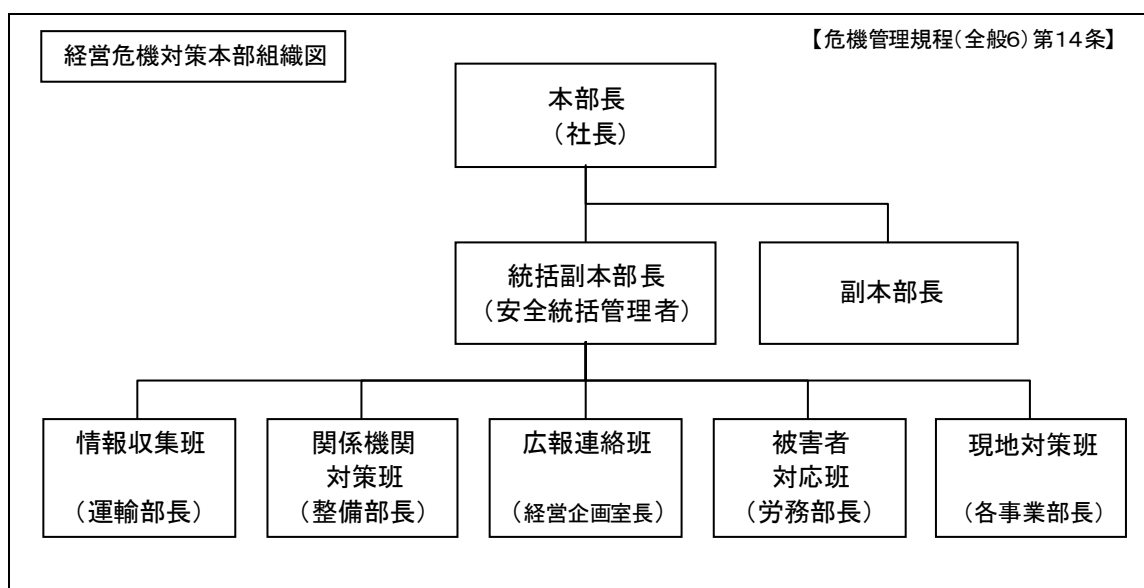 経営危機対策本部組織図
【危機管理規程(全般6)第14条】
本部長
(社長)
統括副本部長
(安全統括管理者)
副本部長
情報収集班
(運輸部長)
関係機関
対策班
(整備部長)
広報連絡班
(経営企画室長)
被害者
対応班
(労務部長)
現地対策班
(各事業部長)